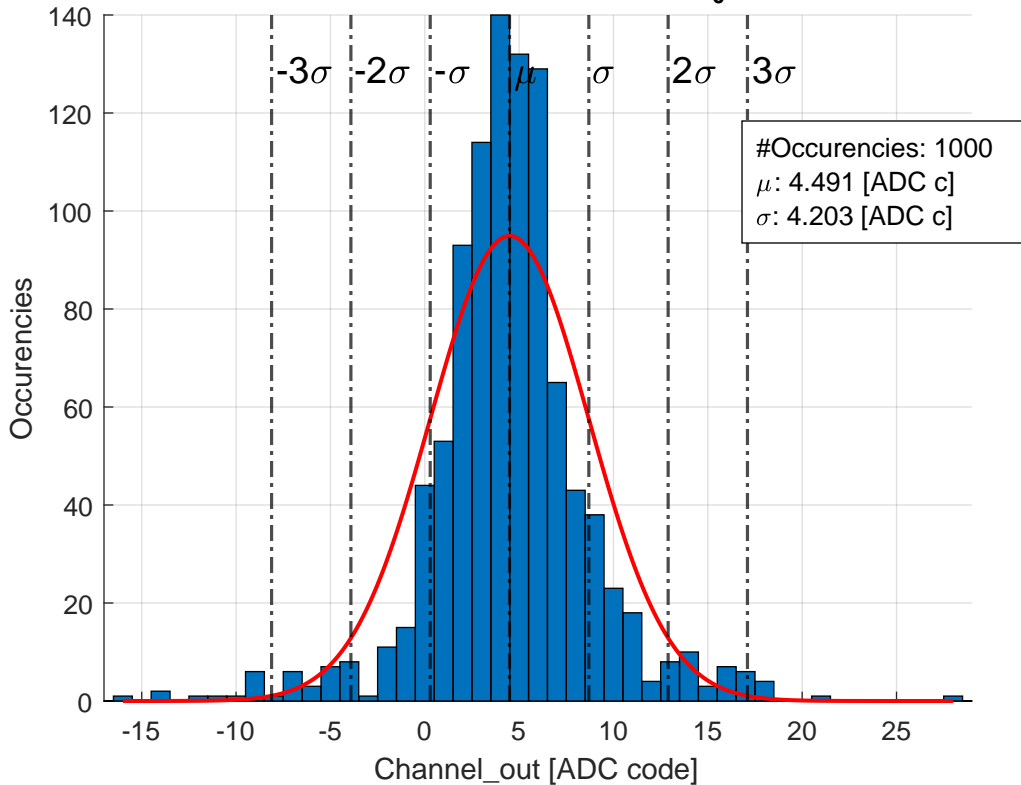 140
120
100
80
60
40
20
0
Occurencies
-3σ -2σ -σ μ σ 2σ 3σ
#Occurencies: 1000
μ: 4.491 [ADC c]
σ: 4.203 [ADC c]
-15 -10 -5 0 5 10 15 20 25
Channel_out [ADC code]